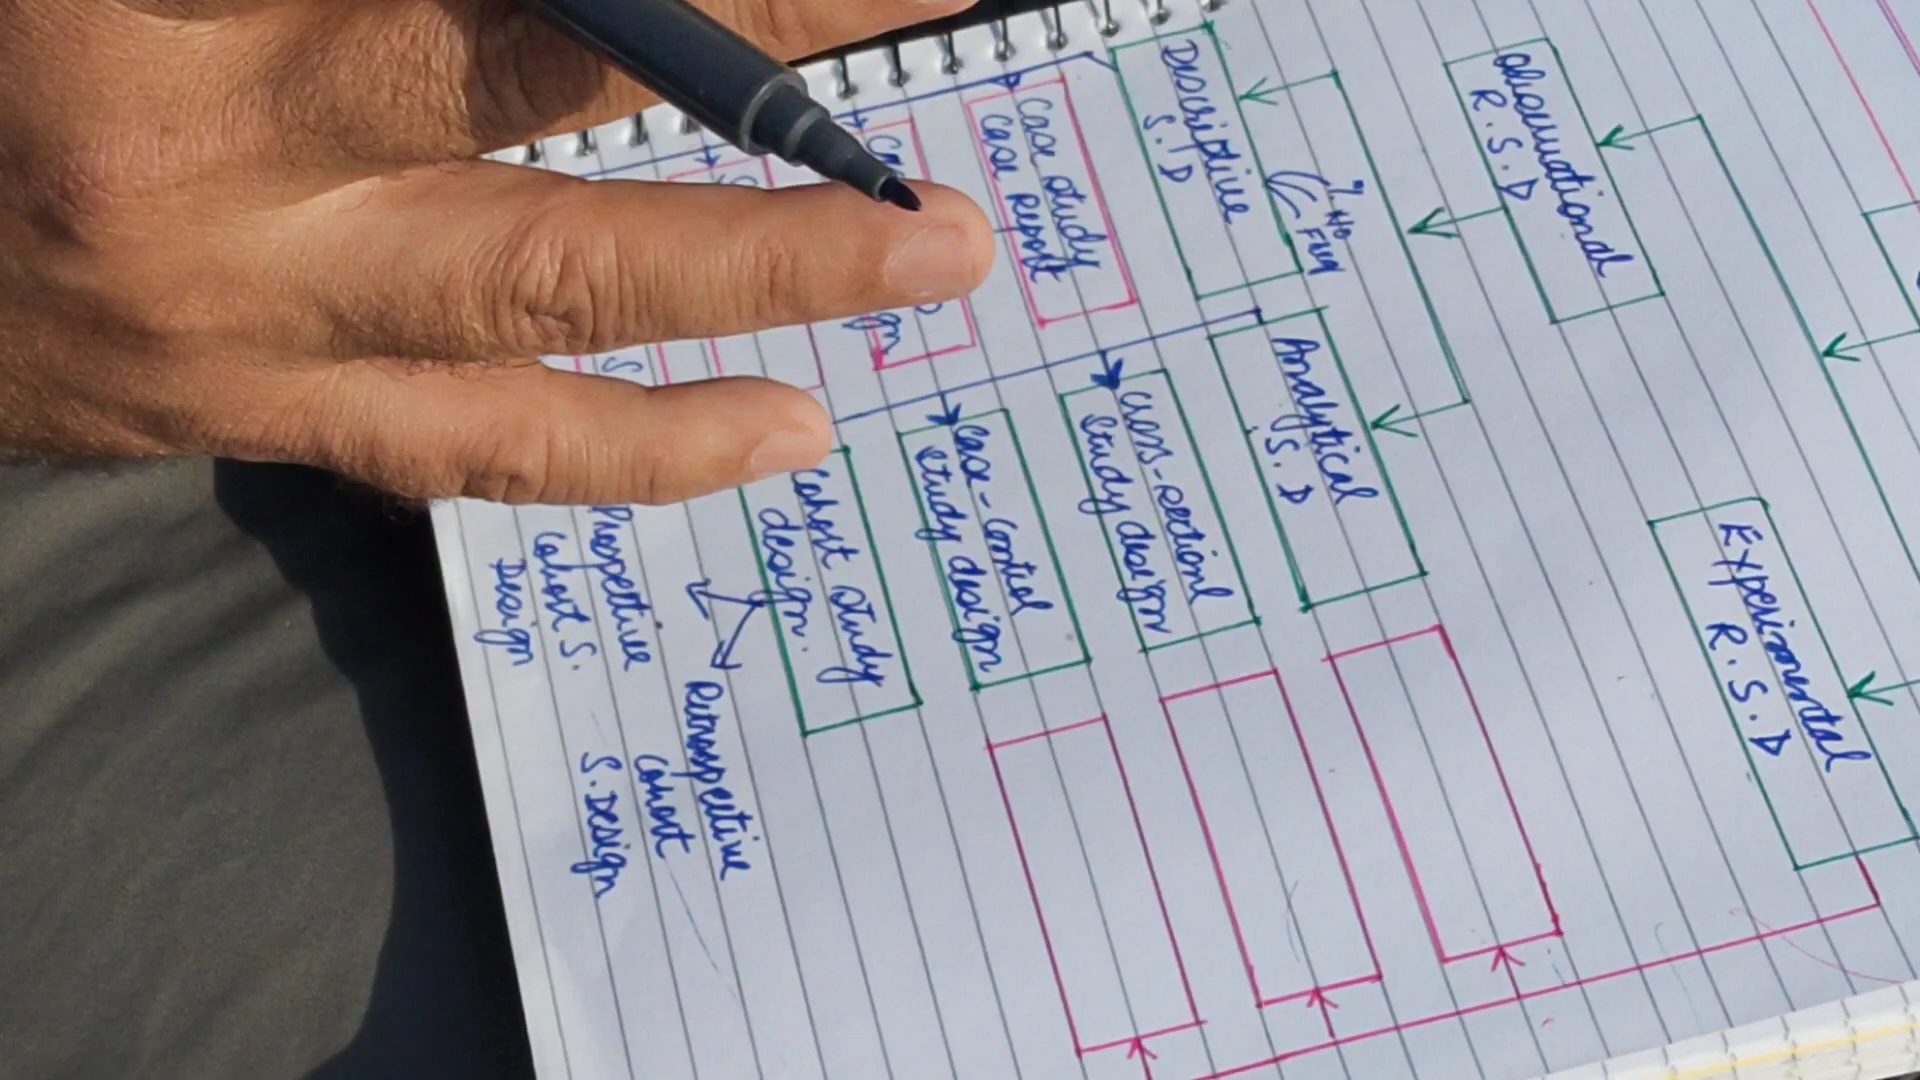 Observational
R.S.D
Experimental
R.S.D
Descriptive
S.D
Analytical
S.D
Case study
Case Report
Cross-sectionl
Study design
Case-Control
Study design
Cohort study
design.
Retrospective
Cohort
S.Design
Prospective
Cohort S.
Design